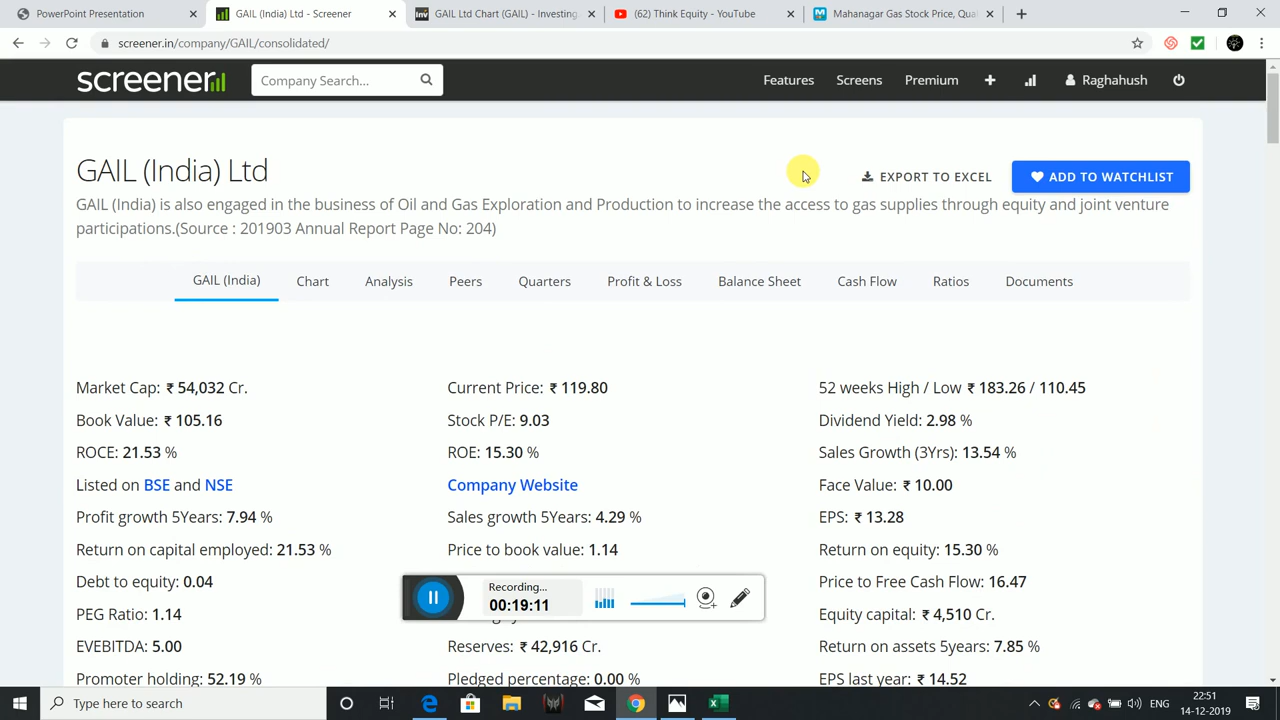 PowerPoint Presentation
GAIL (India) Ltd - Screener
GAIL Ltd Chart (GAIL) - Investing.
(62) Think Equity - YouTube
Mahanagar Gas Stock Price, Qua
screener.in/company/GAIL/consolidated/
screener
Company Search...
Features
Screens
Premium
Raghahush
GAIL (India) Ltd
EXPORT TO EXCEL
ADD TO WATCHLIST
GAIL (India) is also engaged in the business of Oil and Gas Exploration and Production to increase the access to gas supplies through equity and joint venture
participations.(Source : 201903 Annual Report Page No: 204)
GAIL (India)
Chart
Analysis
Peers
Quarters
Profit & Loss
Balance Sheet
Cash Flow
Ratios
Documents
Market Cap: ₹ 54,032 Cr.
Current Price: ₹ 119.80
52 weeks High / Low ₹ 183.26 / 110.45
Book Value: ₹ 105.16
Stock P/E: 9.03
Dividend Yield: 2.98 %
ROCE: 21.53 %
ROE: 15.30 %
Sales Growth (3Yrs): 13.54 %
Listed on BSE and NSE
Company Website
Face Value: ₹ 10.00
Profit growth 5Years: 7.94 %
Sales growth 5Years: 4.29 %
EPS: ₹ 13.28
Return on capital employed: 21.53 %
Price to book value: 1.14
Return on equity: 15.30 %
Debt to equity: 0.04
Recording...
00:19:11
Price to Free Cash Flow: 16.47
PEG Ratio: 1.14
Equity capital: ₹ 4,510 Cr.
EVEBITDA: 5.00
Reserves: ₹ 42,916 Cr.
Return on assets 5years: 7.85 %
Promoter holding: 52.19 %
Pledged percentage: 0.00 %
EPS last year: ₹ 14.52
Type here to search
ENG
22:51
14-12-2019